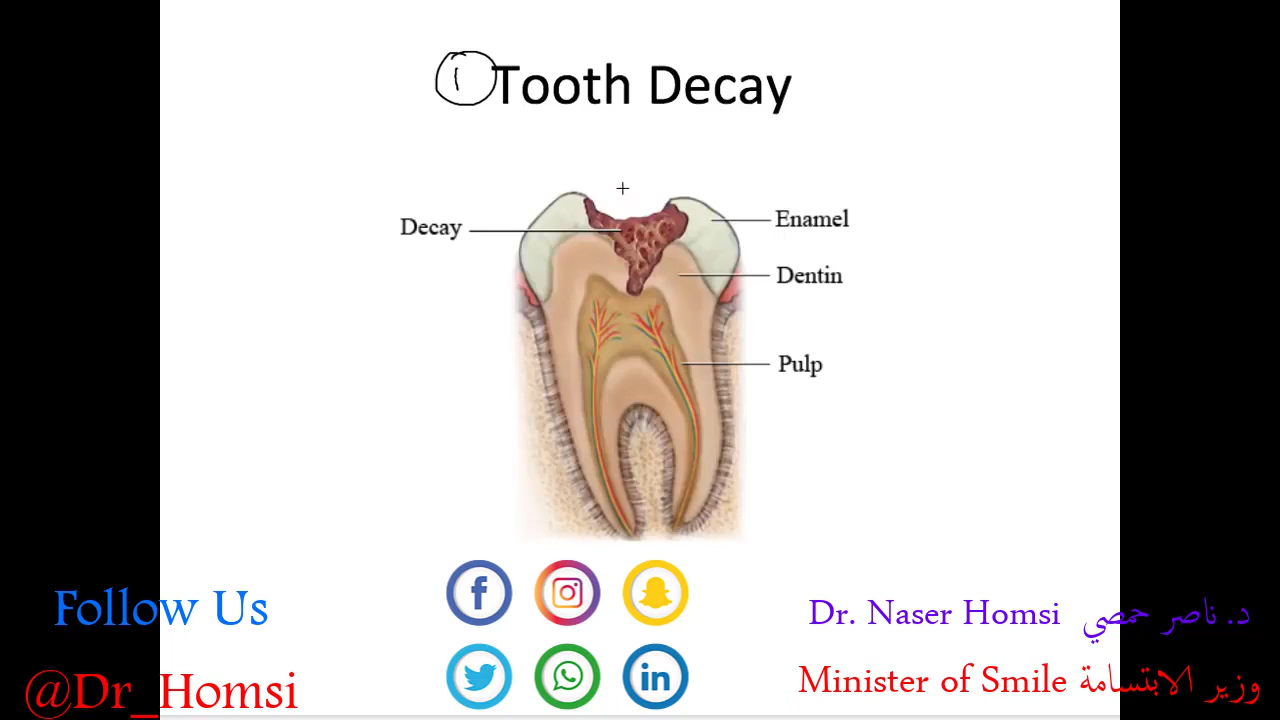 1 Tooth Decay
Decay
Enamel
Dentin
Pulp
Follow Us
@Dr_Homsi
Dr. Naser Homsi د. ناصر حمصي
Minister of Smile وزير الابتسامة